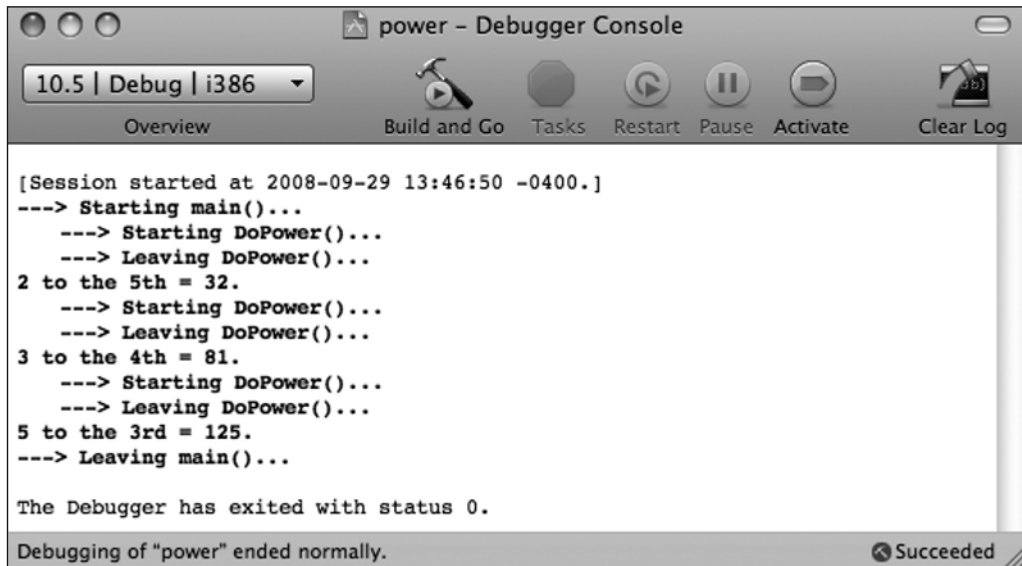 power – Debugger Console
10.5 | Debug | i386
Overview
Build and Go
Tasks
Restart
Pause
Activate
Clear Log
[Session started at 2008-09-29 13:46:50 -0400.]
---> Starting main()...
   ---> Starting DoPower()...
   ---> Leaving DoPower()...
2 to the 5th = 32.
   ---> Starting DoPower()...
   ---> Leaving DoPower()...
3 to the 4th = 81.
   ---> Starting DoPower()...
   ---> Leaving DoPower()...
5 to the 3rd = 125.
---> Leaving main()...
The Debugger has exited with status 0.
Debugging of “power” ended normally.
Succeeded